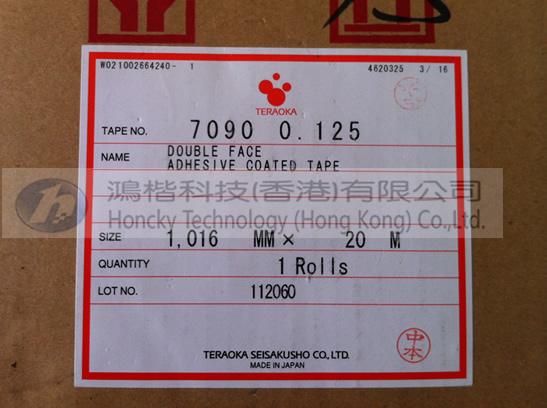 W021002664240- 1
4620325 3/ 16
TERAOKA
TAPE NO. 7090 0.125
NAME DOUBLE FACE
ADHESIVE COATED TAPE
鴻楷科技(香港)有限公司
Honcky Technology (Hong Kong) Co.,Ltd.
SIZE 1,016 MM× 20 M
QUANTITY 1 Rolls
LOT NO. 112060
中本
TERAOKA SEISAKUSHO CO., LTD.
MADE IN JAPAN